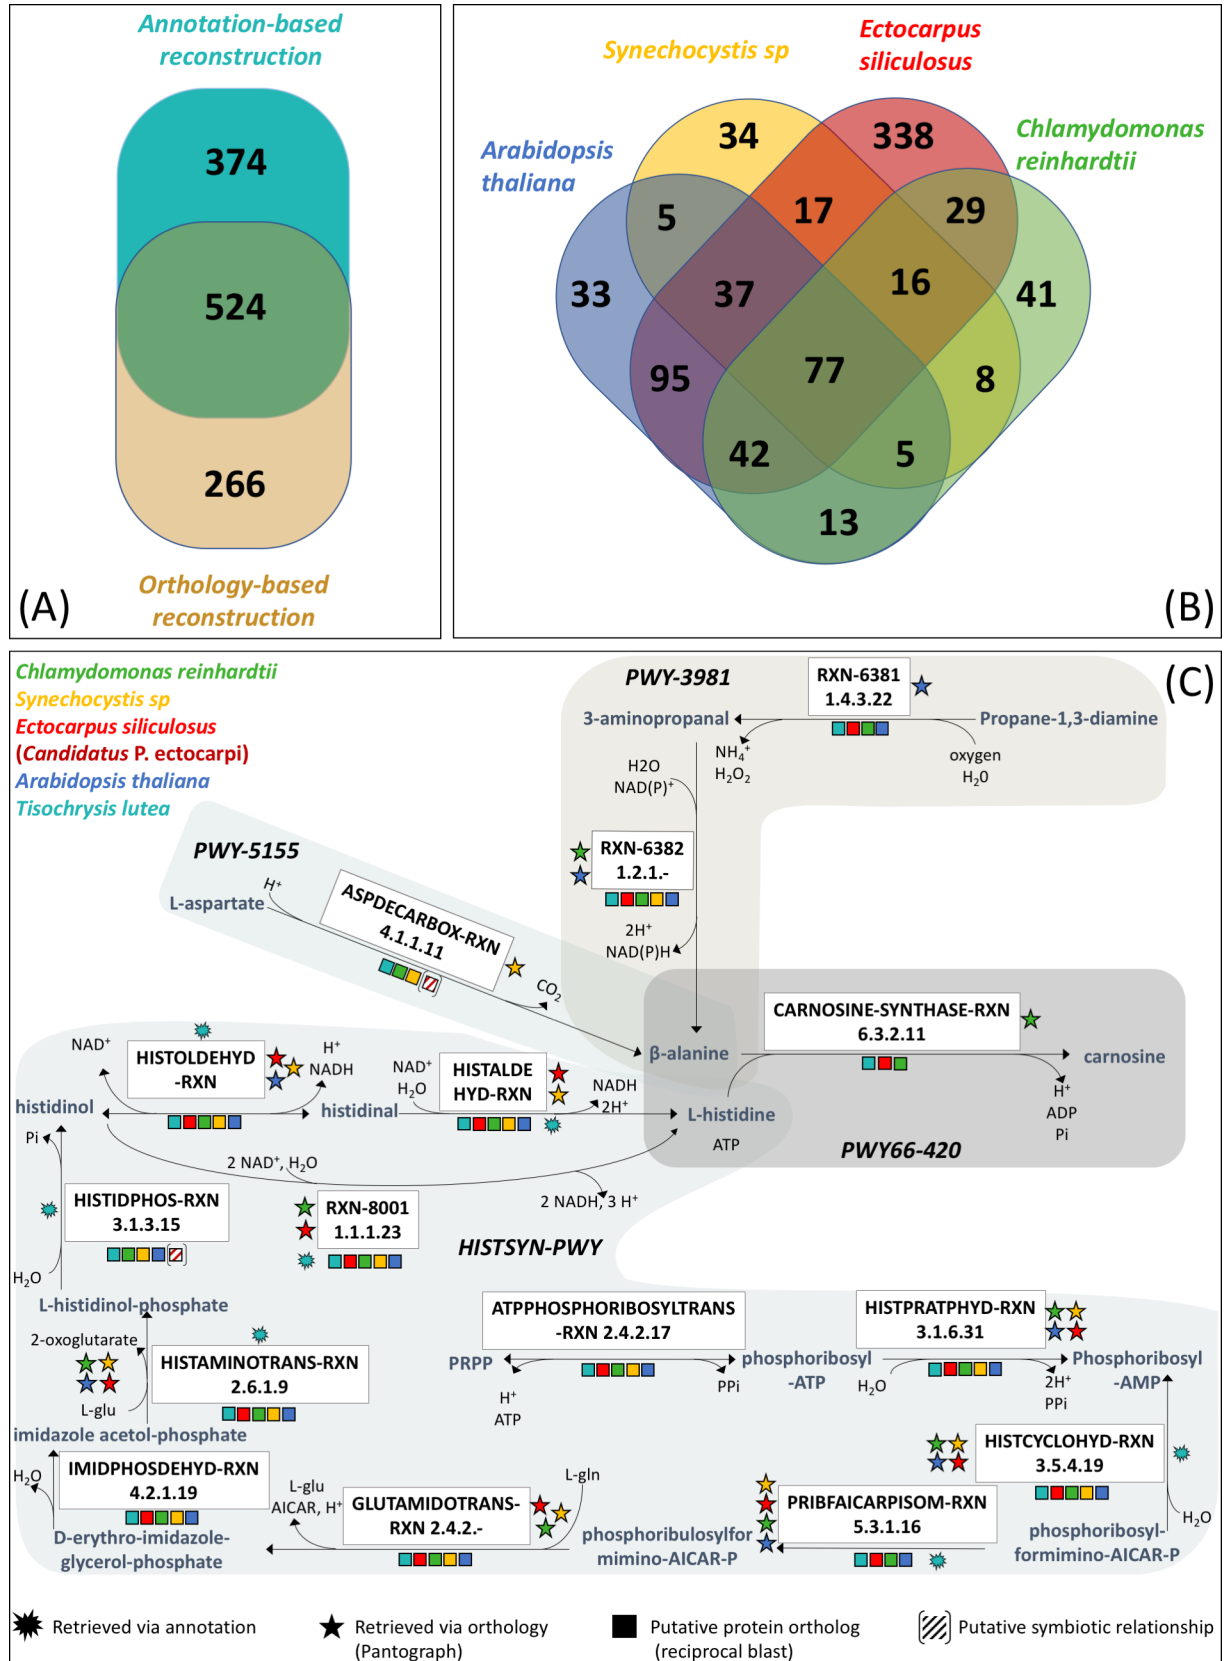 Annotation-based
reconstruction
374
524
266
Orthology-based
reconstruction
(A)
Synechocystis sp
Ectocarpus
siliculosus
Arabidopsis
thaliana
Chlamydomonas
reinhardtii
34
338
5
17
29
33
37
16
41
95
77
8
42
5
13
(B)
Chlamydomonas reinhardtii
Synechocystis sp
Ectocarpus siliculosus
(Candidatus P. ectocarpi)
Arabidopsis thaliana
Tisochrysis lutea
(C)
PWY-3981
RXN-6381
1.4.3.22
3-aminopropanal
Propane-1,3-diamine
NH₄⁺
H₂O₂
oxygen
H₂0
H2O
NAD(P)⁺
RXN-6382
1.2.1.-
2H⁺
NAD(P)H
PWY-5155
H⁺
L-aspartate
ASPDECARBOX-RXN
4.1.1.11
CO₂
CARNOSINE-SYNTHASE-RXN
6.3.2.11
β-alanine
carnosine
H⁺
ADP
Pi
L-histidine
ATP
PWY66-420
NAD⁺
HISTOLDEHYD
-RXN
H⁺
NADH
NAD⁺
H₂O
HISTALDE
HYD-RXN
NADH
2H⁺
histidinol
histidinal
Pi
2 NAD⁺, H₂O
2 NADH, 3 H⁺
HISTIDPHOS-RXN
3.1.3.15
RXN-8001
1.1.1.23
HISTSYN-PWY
H₂O
L-histidinol-phosphate
2-oxoglutarate
HISTAMINOTRANS-RXN
2.6.1.9
L-glu
imidazole acetol-phosphate
ATPPHOSPHORIBOSYLTRANS
-RXN 2.4.2.17
HISTPRATPHYD-RXN
3.1.6.31
PRPP
phosphoribosyl
-ATP
Phosphoribosyl
-AMP
H⁺
ATP
PPi
H₂O
2H⁺
PPi
IMIDPHOSDEHYD-RXN
4.2.1.19
H₂O
D-erythro-imidazole-
glycerol-phosphate
L-glu
AICAR, H⁺
GLUTAMIDOTRANS-
RXN 2.4.2.-
L-gln
phosphoribulosylfor
mimino-AICAR-P
PRIBFAICARPISOM-RXN
5.3.1.16
HISTCYCLOHYD-RXN
3.5.4.19
H₂O
phosphoribosyl-
formimino-AICAR-P
Retrieved via annotation
Retrieved via orthology
(Pantograph)
Putative protein ortholog
(reciprocal blast)
Putative symbiotic relationship